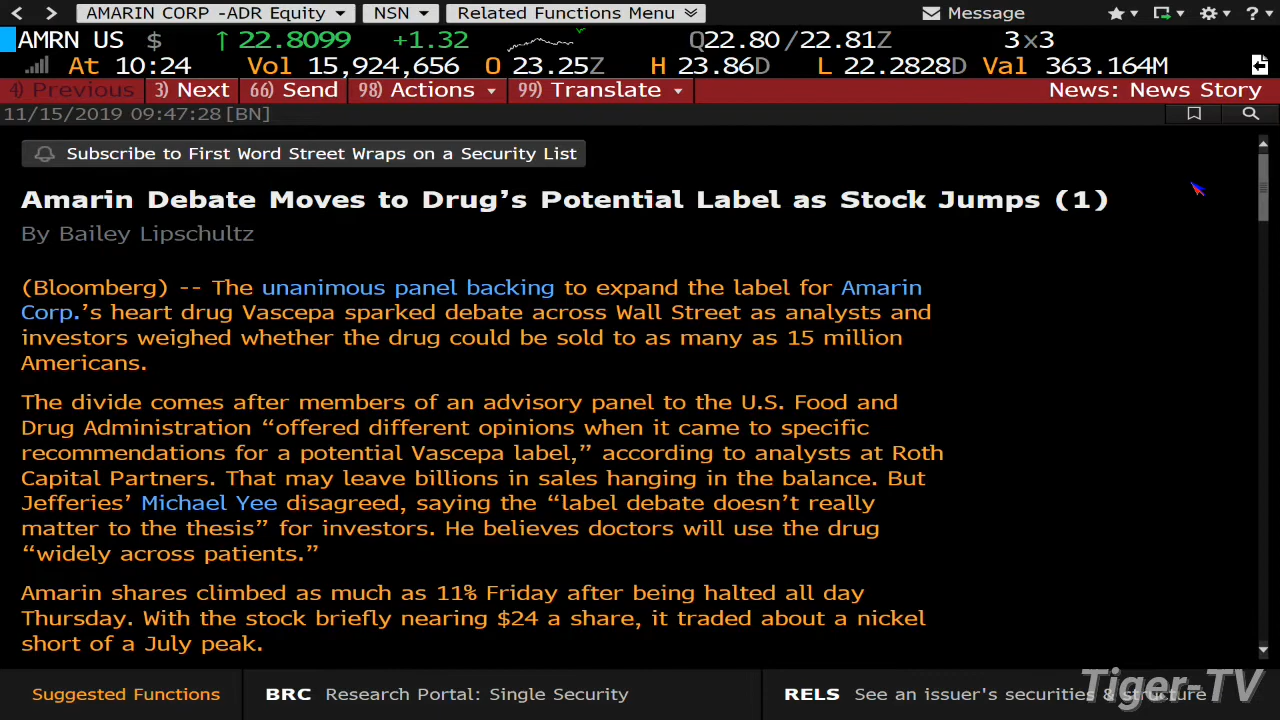 AMARIN CORP -ADR Equity NSN Related Functions Menu Message
AMRN US $ ↑ 22.8099 +1.32 Q22.80/22.81Z 3x3
At 10:24 Vol 15,924,656 O 23.25Z H 23.86D L 22.2828D Val 363.164M
4) Previous 3) Next 66) Send 98) Actions 99) Translate News: News Story
11/15/2019 09:47:28 [BN]
Subscribe to First Word Street Wraps on a Security List
Amarin Debate Moves to Drug’s Potential Label as Stock Jumps (1)
By Bailey Lipschultz
(Bloomberg) -- The unanimous panel backing to expand the label for Amarin
Corp.’s heart drug Vascepa sparked debate across Wall Street as analysts and
investors weighed whether the drug could be sold to as many as 15 million
Americans.
The divide comes after members of an advisory panel to the U.S. Food and
Drug Administration “offered different opinions when it came to specific
recommendations for a potential Vascepa label,” according to analysts at Roth
Capital Partners. That may leave billions in sales hanging in the balance. But
Jefferies’ Michael Yee disagreed, saying the “label debate doesn’t really
matter to the thesis” for investors. He believes doctors will use the drug
“widely across patients.”
Amarin shares climbed as much as 11% Friday after being halted all day
Thursday. With the stock briefly nearing $24 a share, it traded about a nickel
short of a July peak.
Suggested Functions BRC Research Portal: Single Security RELS See an issuer's securities & structure
Tiger-TV